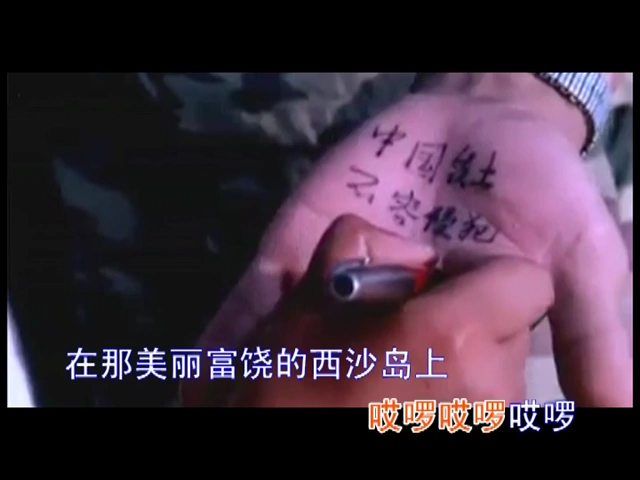 中国领土
不容侵犯
在那美丽富饶的西沙岛上
哎啰哎啰哎啰